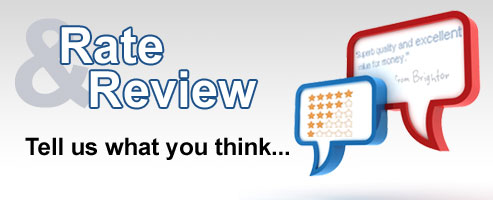 Rate
& Review
Tell us what you think...
Superb quality and excellent
value for money."
from Brighton